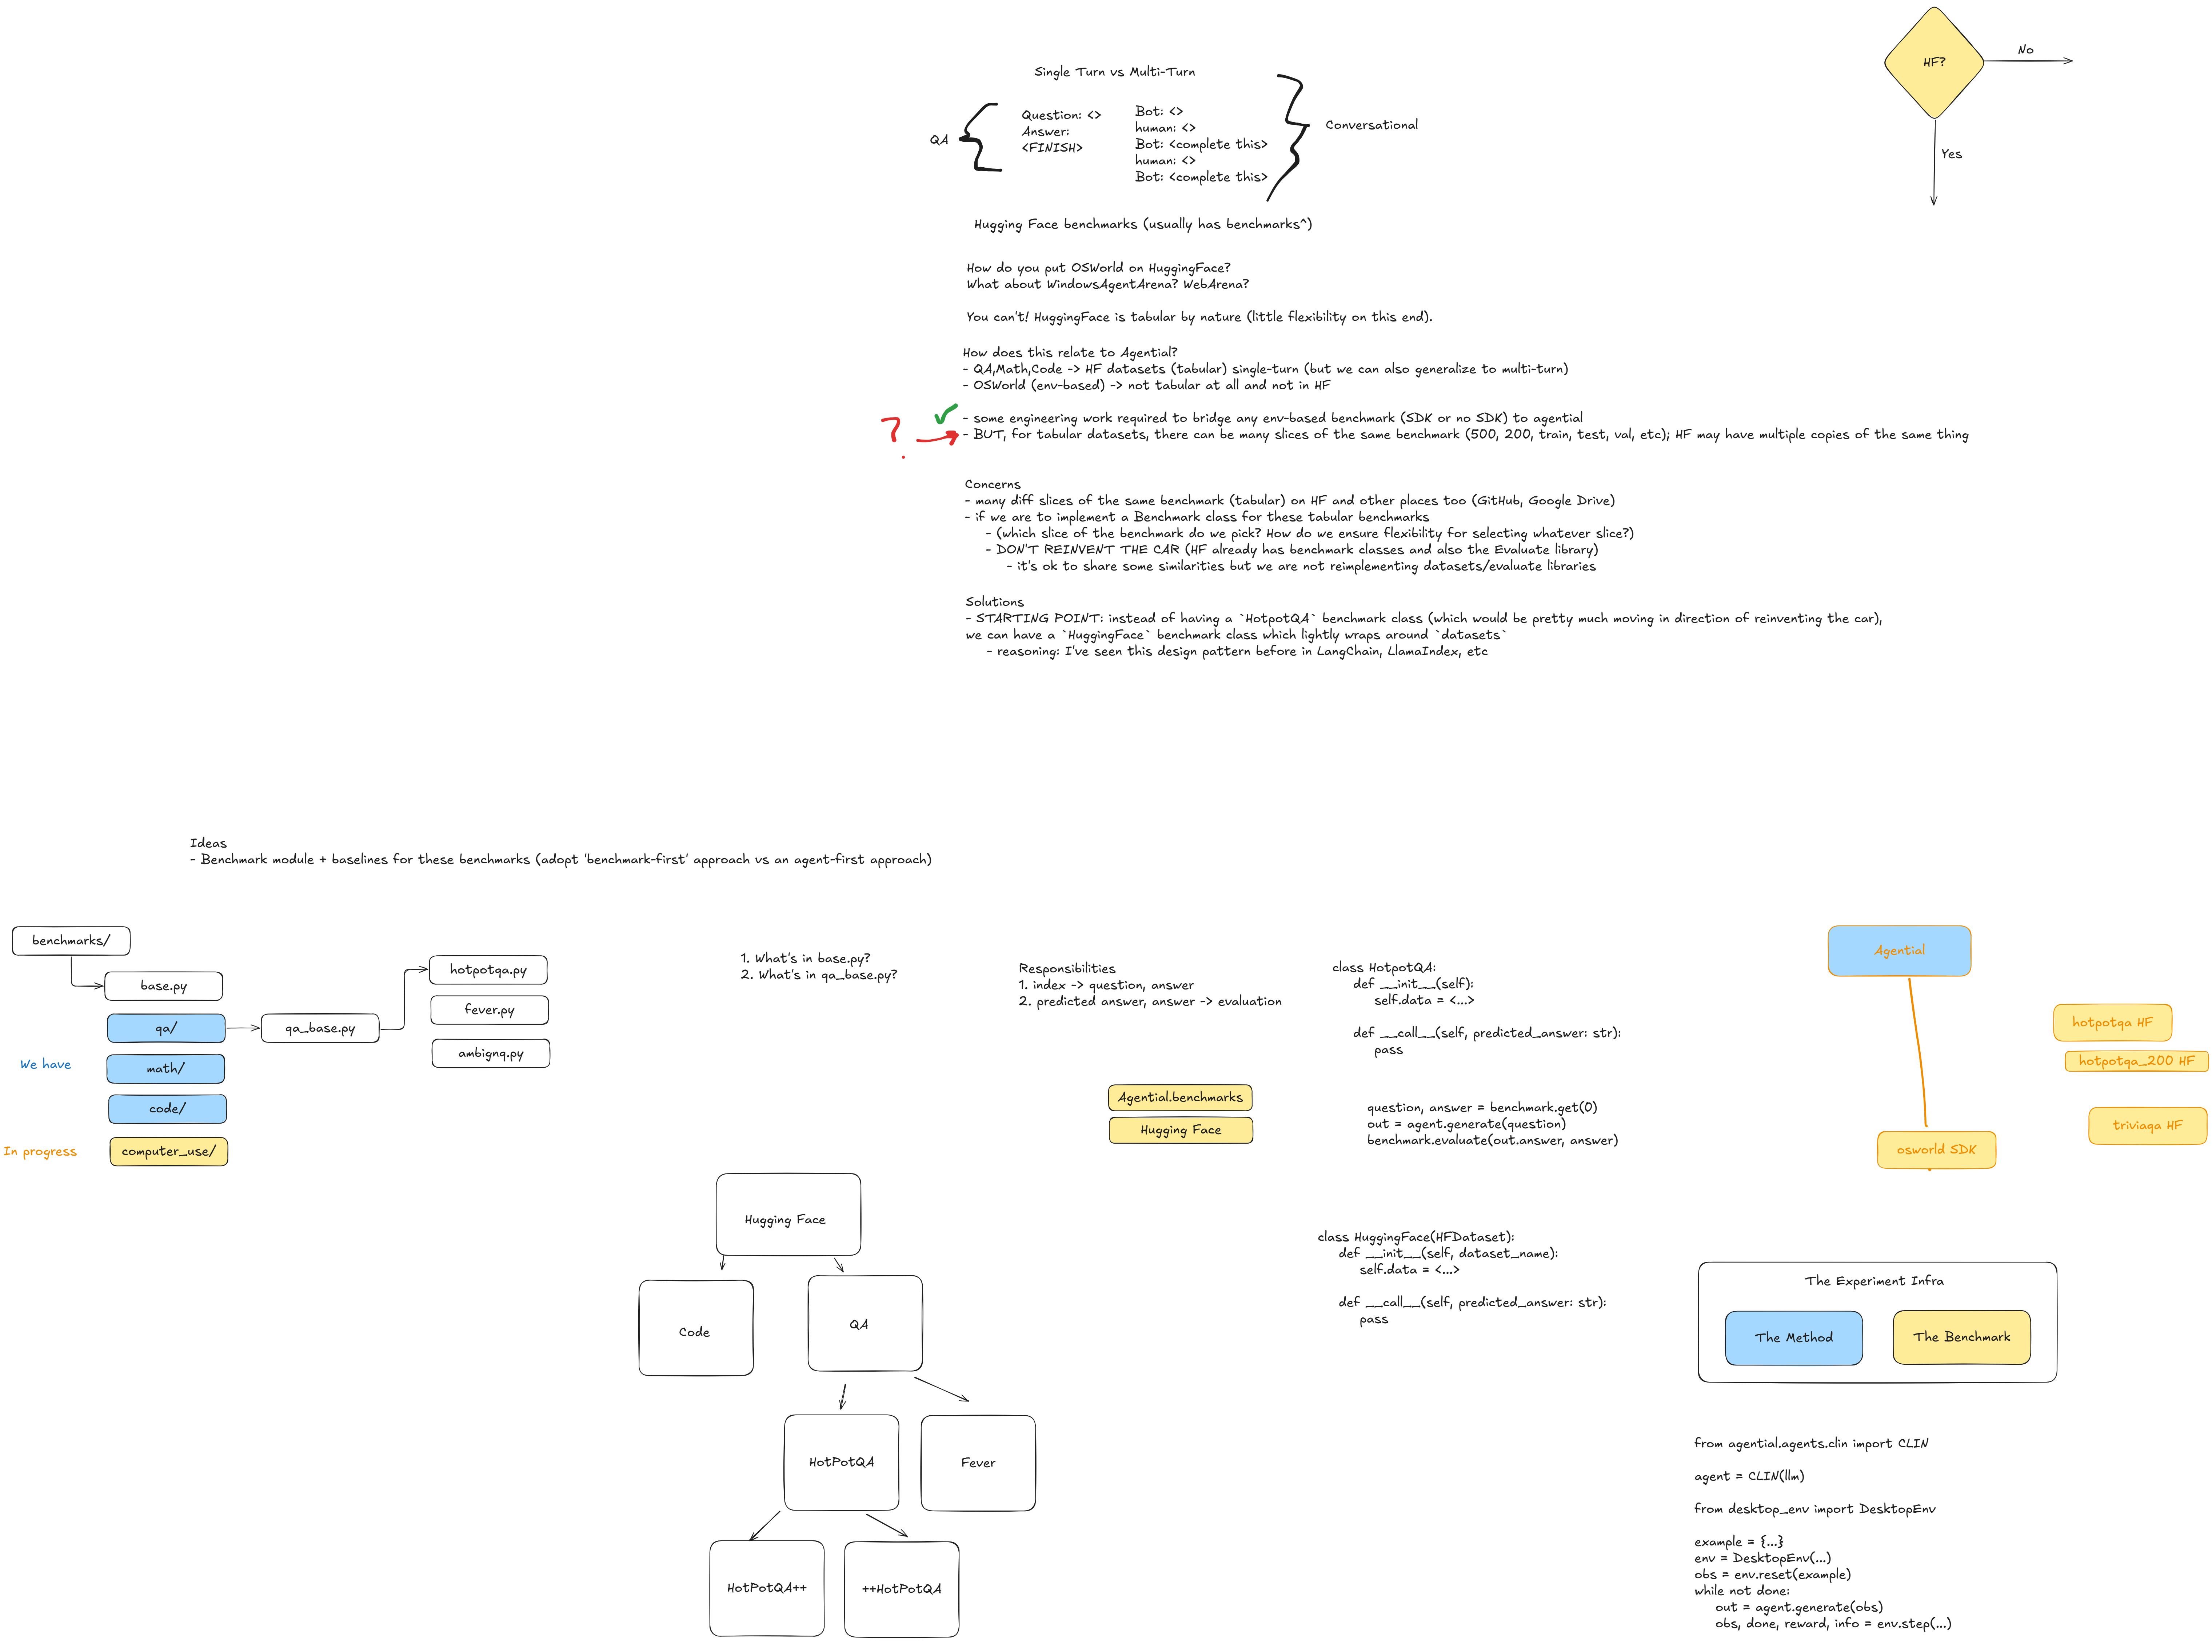 HF?
No
Yes
Single Turn vs Multi-Turn
QA
Question: <>
Answer:
<FINISH>
Bot: <>
human: <>
Bot: <complete this>
human: <>
Bot: <complete this>
Conversational
Hugging Face benchmarks (usually has benchmarks^)
How do you put OSWorld on HuggingFace?
What about WindowsAgentArena? WebArena?
You can't! HuggingFace is tabular by nature (little flexibility on this end).
How does this relate to Agential?
- QA,Math,Code -> HF datasets (tabular) single-turn (but we can also generalize to multi-turn)
- OSWorld (env-based) -> not tabular at all and not in HF
- some engineering work required to bridge any env-based benchmark (SDK or no SDK) to agential
?
- BUT, for tabular datasets, there can be many slices of the same benchmark (500, 200, train, test, val, etc); HF may have multiple copies of the same thing
Concerns
- many diff slices of the same benchmark (tabular) on HF and other places too (GitHub, Google Drive)
- if we are to implement a Benchmark class for these tabular benchmarks
- (which slice of the benchmark do we pick? How do we ensure flexibility for selecting whatever slice?)
- DON'T REINVENT THE CAR (HF already has benchmark classes and also the Evaluate library)
- it's ok to share some similarities but we are not reimplementing datasets/evaluate libraries
Solutions
- STARTING POINT: instead of having a `HotpotQA` benchmark class (which would be pretty much moving in direction of reinventing the car),
we can have a `HuggingFace` benchmark class which lightly wraps around `datasets`
- reasoning: I've seen this design pattern before in LangChain, LlamaIndex, etc
Ideas
- Benchmark module + baselines for these benchmarks (adopt 'benchmark-first' approach vs an agent-first approach)
benchmarks/
base.py
qa/
math/
code/
computer_use/
We have
In progress
qa_base.py
hotpotqa.py
fever.py
ambignq.py
1. What's in base.py?
2. What's in qa_base.py?
Responsibilities
1. index -> question, answer
2. predicted answer, answer -> evaluation
Agential.benchmarks
Hugging Face
class HotpotQA:
def __init__(self):
self.data = <...>
def __call__(self, predicted_answer: str):
pass
question, answer = benchmark.get(0)
out = agent.generate(question)
benchmark.evaluate(out.answer, answer)
class HuggingFace(HFDataset):
def __init__(self, dataset_name):
self.data = <...>
def __call__(self, predicted_answer: str):
pass
Agential
osworld SDK
hotpotqa HF
hotpotqa_200 HF
triviaqa HF
Hugging Face
Code
QA
HotPotQA
Fever
HotPotQA++
++HotPotQA
The Experiment Infra
The Method
The Benchmark
from agential.agents.clin import CLIN
agent = CLIN(llm)
from desktop_env import DesktopEnv
example = {...}
env = DesktopEnv(...)
obs = env.reset(example)
while not done:
out = agent.generate(obs)
obs, done, reward, info = env.step(...)